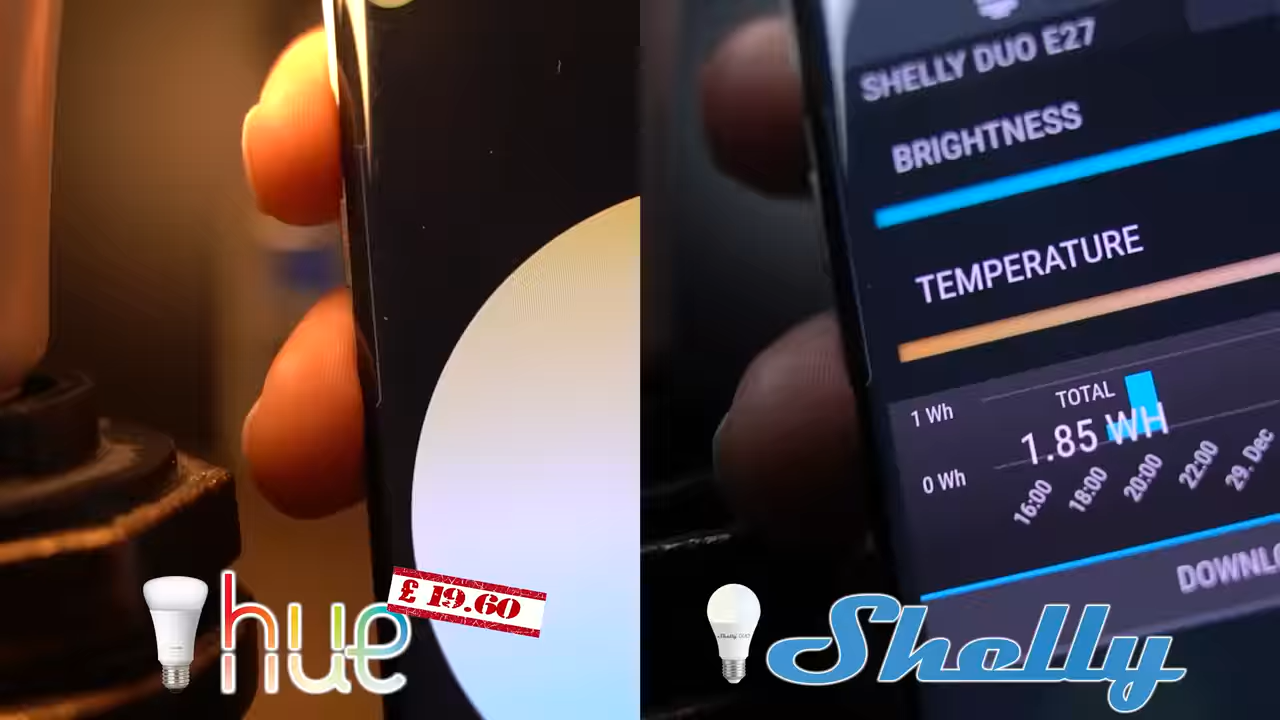 SHELLY DUO E27
BRIGHTNESS
TEMPERATURE
1 Wh
TOTAL
1.85 WH
0 Wh
16:00
18:00
20:00
22:00
29. Dec
DOWNLO
hue
£ 19.60
Shelly